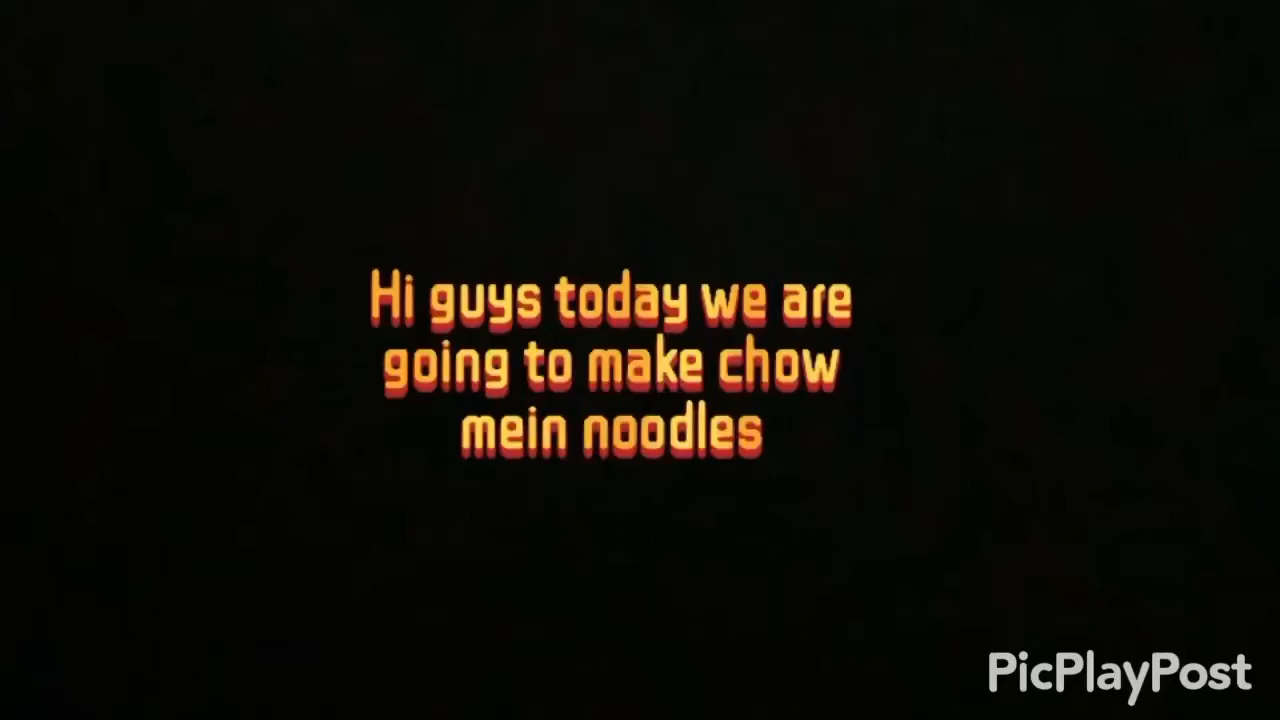 Hi guys today we are
going to make chow
mein noodles
PicPlayPost